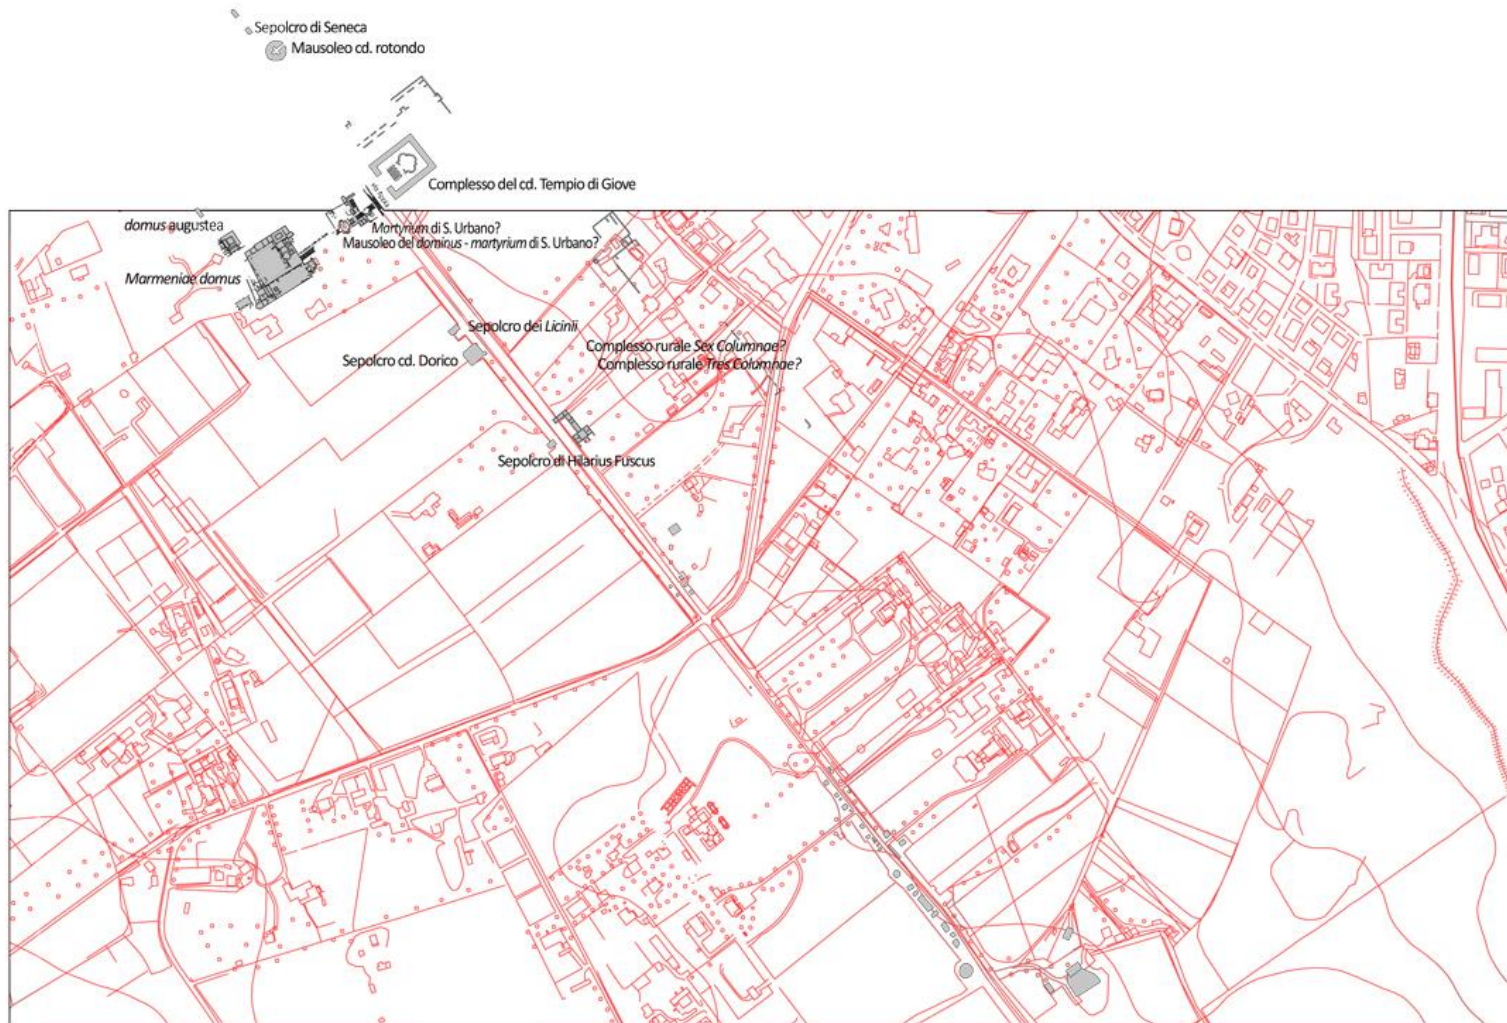 Sepolcro di Seneca
Mausoleo cd. rotondo
Complesso del cd. Tempio di Giove
domus augustea
Martyrium di S. Urbano?
Mausoleo del dominus - martyrium di S. Urbano?
Marmeniae domus
Sepolcro dei Licinii
Complesso rurale Sex Columnae?
Sepolcro cd. Dorico
Complesso rurale Tres Columnae?
Sepolcro di Hilarius Fuscus